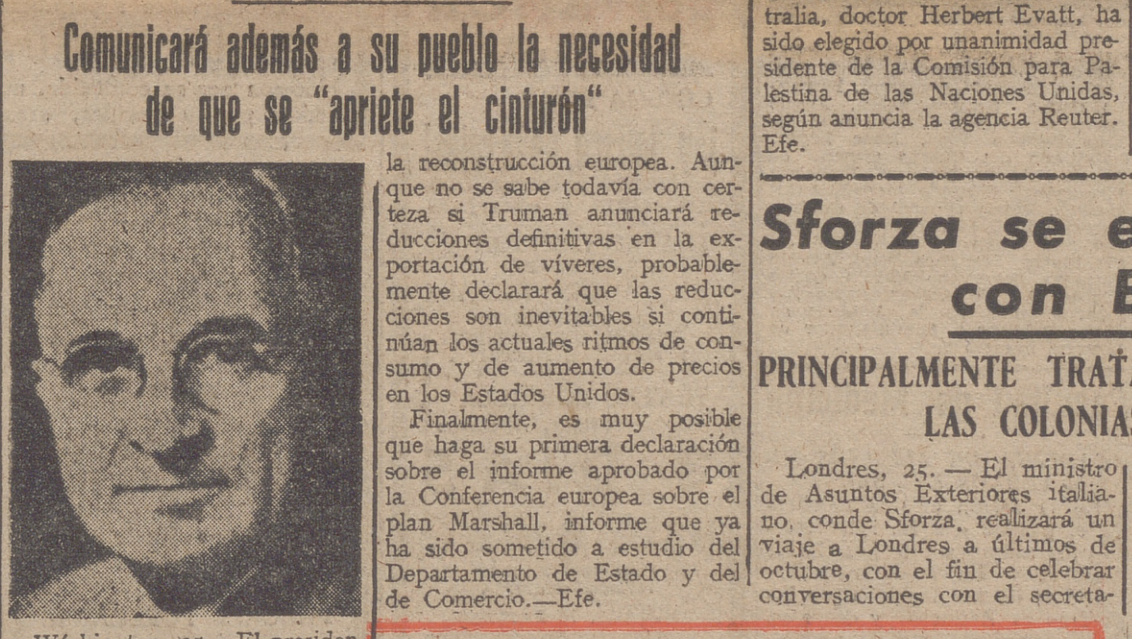 Comunicará además a su pueblo la necesidad
de que se "apriete el cinturón"
la reconstrucción europea. Aun-
que no se sabe todavía con cer-
teza si Truman anunciará re-
ducciones definitivas en la ex-
portación de víveres, probable-
mente declarará que las reduc-
ciones son inevitables si conti-
núan los actuales ritmos de con-
sumo y de aumento de precios
en los Estados Unidos.
Finalmente, es muy posible
que haga su primera declaración
sobre el informe aprobado por
la Conferencia europea sobre el
plan Marshall, informe que ya
ha sido sometido a estudio del
Departamento de Estado y del
de Comercio.—Efe.
tralia, doctor Herbert Evatt, ha
sido elegido por unanimidad pre-
sidente de la Comisión para Pa-
lestina de las Naciones Unidas,
según anuncia la agencia Reuter.
Efe.
Sforza se e
con
PRINCIPALMENTE TRAT
LAS COLONIAS
Londres, 25. — El ministro
de Asuntos Exteriores italia-
no, conde Sforza, realizará un
viaje a Londres a últimos de
octubre, con el fin de celebrar
conversaciones con el secreta-